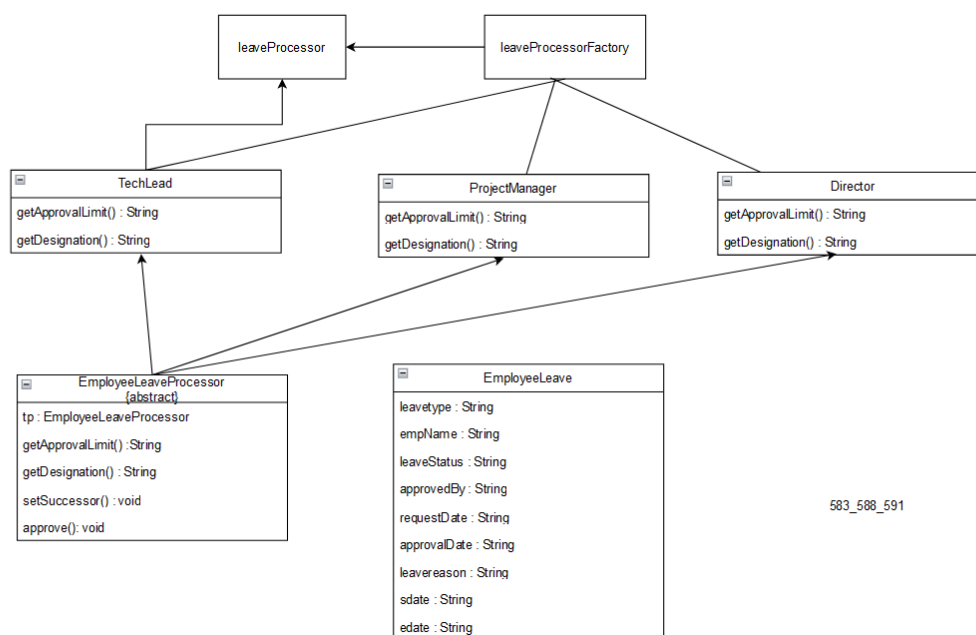 leaveProcessor
leaveProcessorFactory
TechLead
getApprovalLimit() : String
getDesignation() : String
ProjectManager
getApprovalLimit() : String
getDesignation() : String
Director
getApprovalLimit() : String
getDesignation() : String
EmployeeLeaveProcessor
{abstract}
tp : EmployeeLeaveProcessor
getApprovalLimit() :String
getDesignation() : String
setSuccessor() : void
approve(): void
EmployeeLeave
leavetype : String
empName : String
leaveStatus : String
approvedBy : String
requestDate : String
approvalDate : String
leavereason : String
sdate : String
edate : String
583_588_591